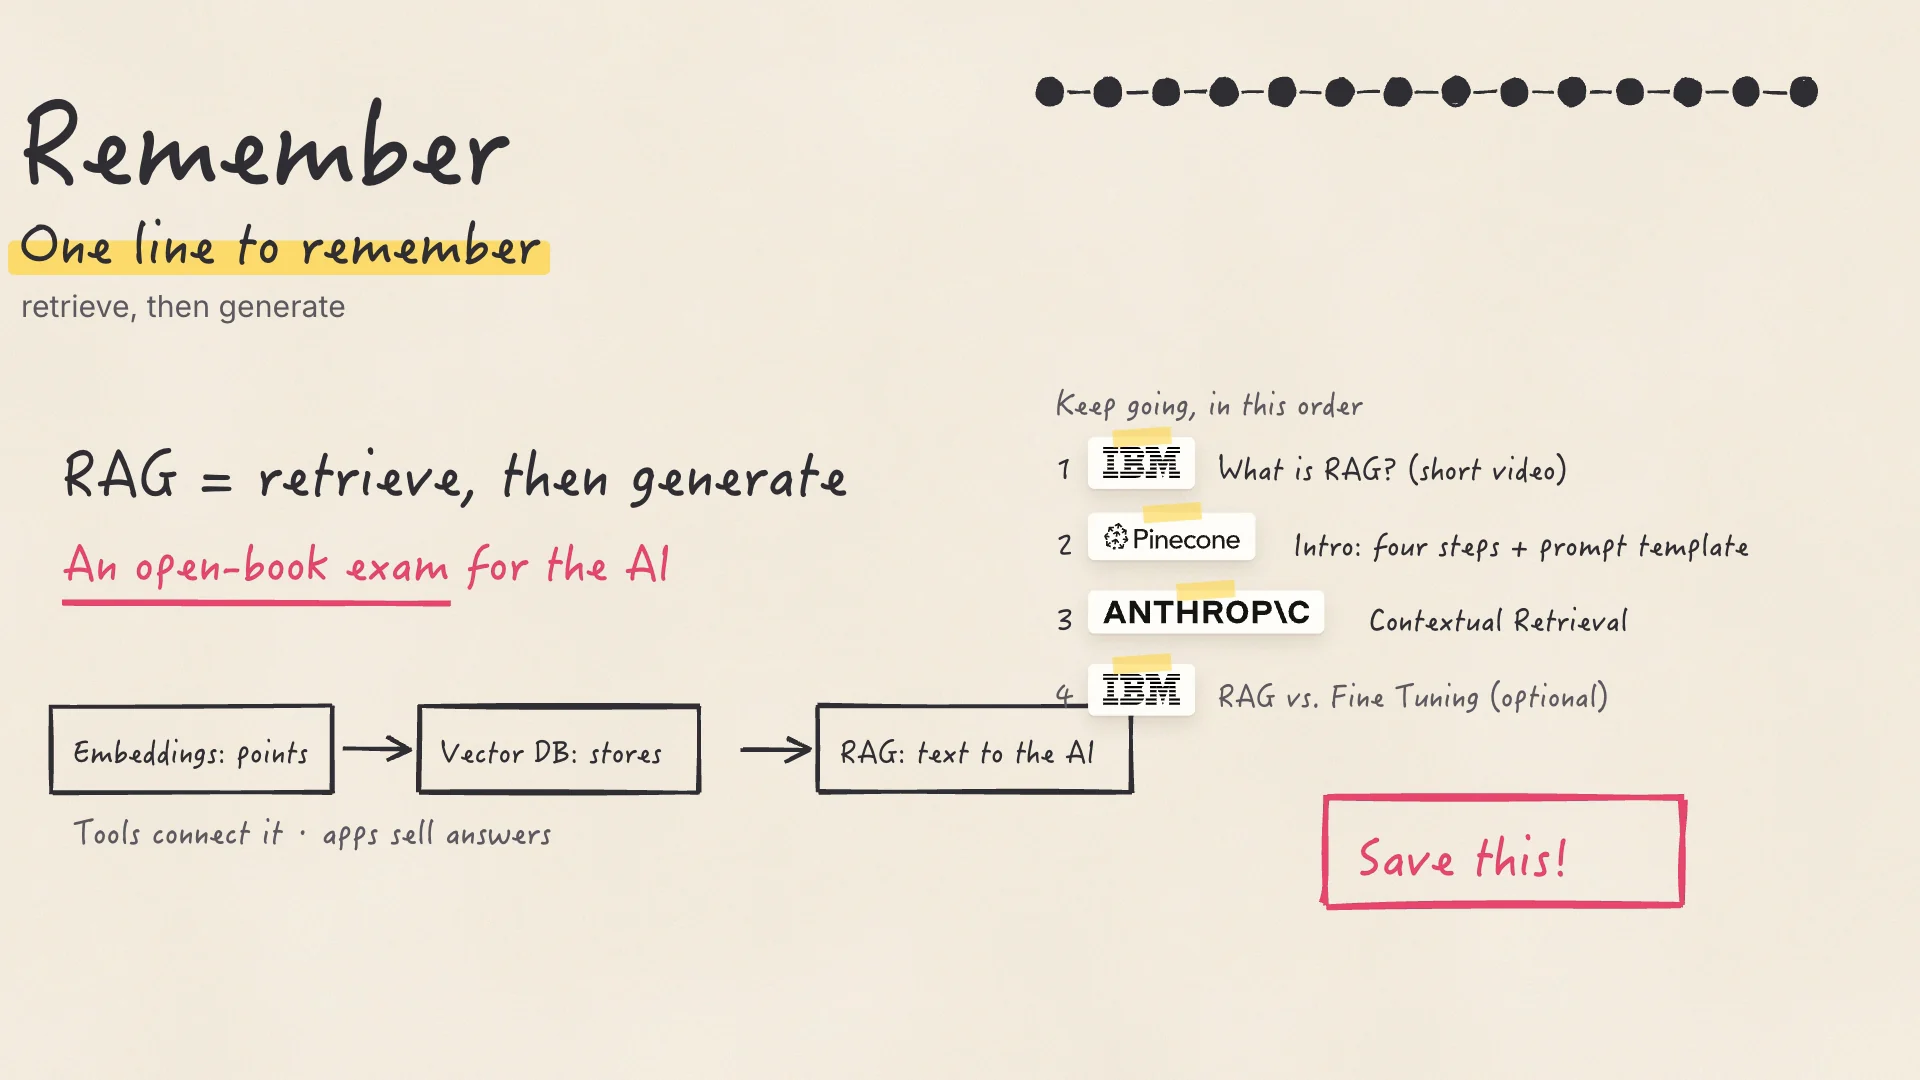 Remember
One line to remember
retrieve, then generate
RAG = retrieve, then generate
An open-book exam for the AI
Embeddings: points
Vector DB: stores
RAG: text to the AI
Tools connect it · apps sell answers
Keep going, in this order
1 IBM What is RAG? (short video)
2 Pinecone Intro: four steps + prompt template
3 ANTHROP\C Contextual Retrieval
4 IBM RAG vs. Fine Tuning (optional)
Save this!